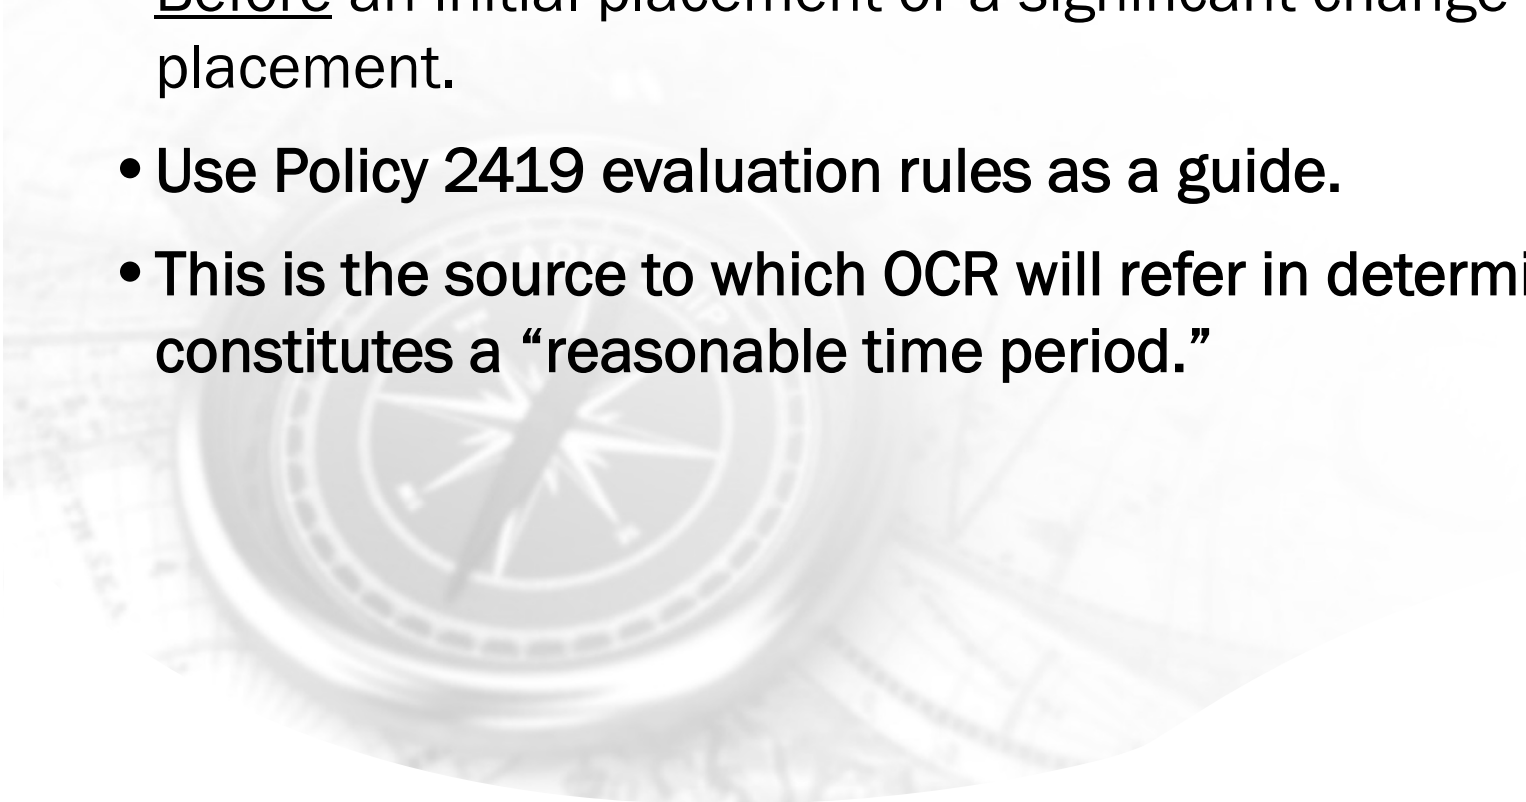 Before an initial placement or a significant change
placement.
• Use Policy 2419 evaluation rules as a guide.
• This is the source to which OCR will refer in determi
constitutes a “reasonable time period.”